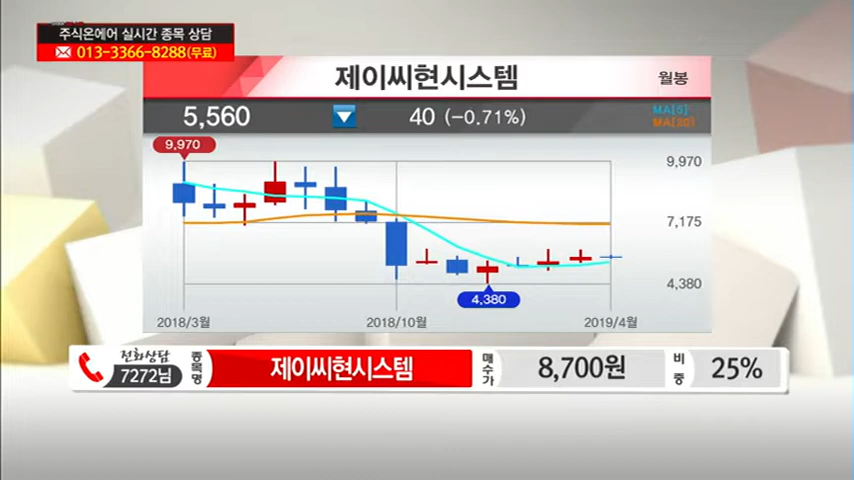 주식온에어 실시간 종목 상담
013-3366-8288(무료)
제이씨현시스템
월봉
5,560
40 (-0.71%)
MA[5]
MA[20]
9,970
9,970
7,175
4,380
4,380
2018/3월
2018/10월
2019/4월
전화상담
7272님
종목명
제이씨현시스템
매수가
8,700원
비중
25%